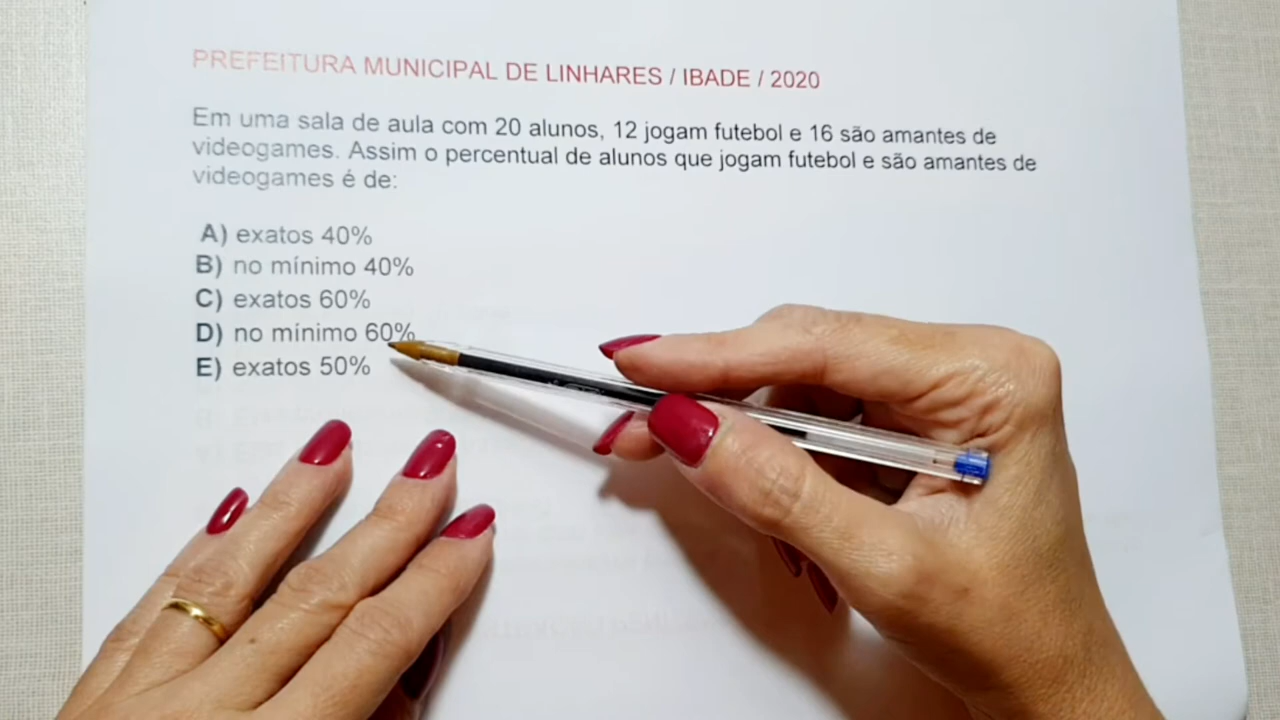 PREFEITURA MUNICIPAL DE LINHARES / IBADE / 2020
Em uma sala de aula com 20 alunos, 12 jogam futebol e 16 são amantes de
videogames. Assim o percentual de alunos que jogam futebol e são amantes de
videogames é de:
A) exatos 40%
B) no mínimo 40%
C) exatos 60%
D) no mínimo 60%
E) exatos 50%